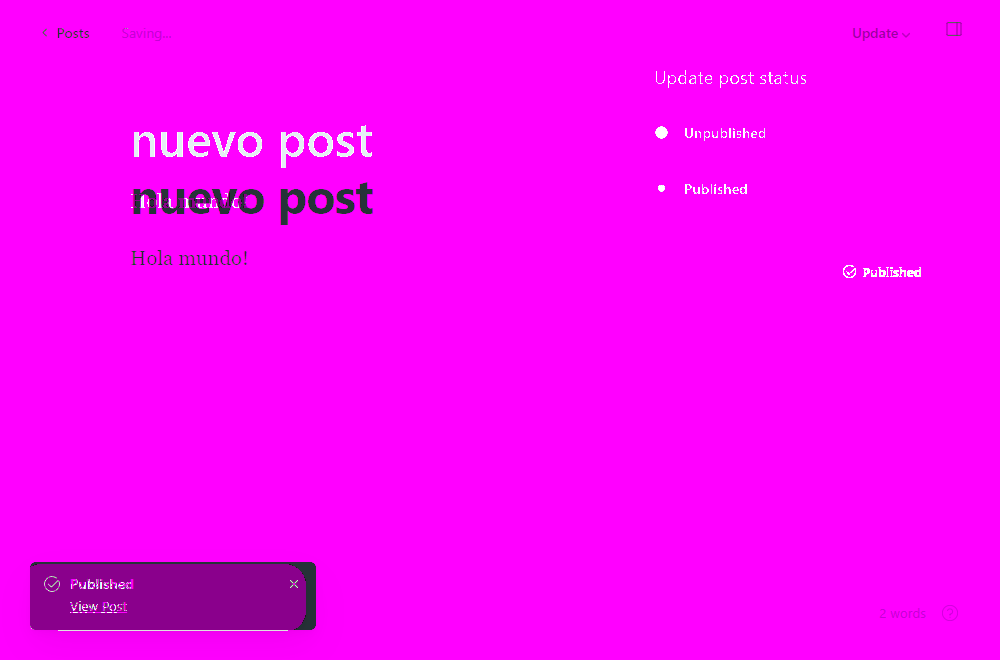 Posts
Saving...
Update
Update post status
nuevo post
Unpublished
Published
Hola mundo!
nuevo post
Hola mundo!
Published
Published
View Post
2 words